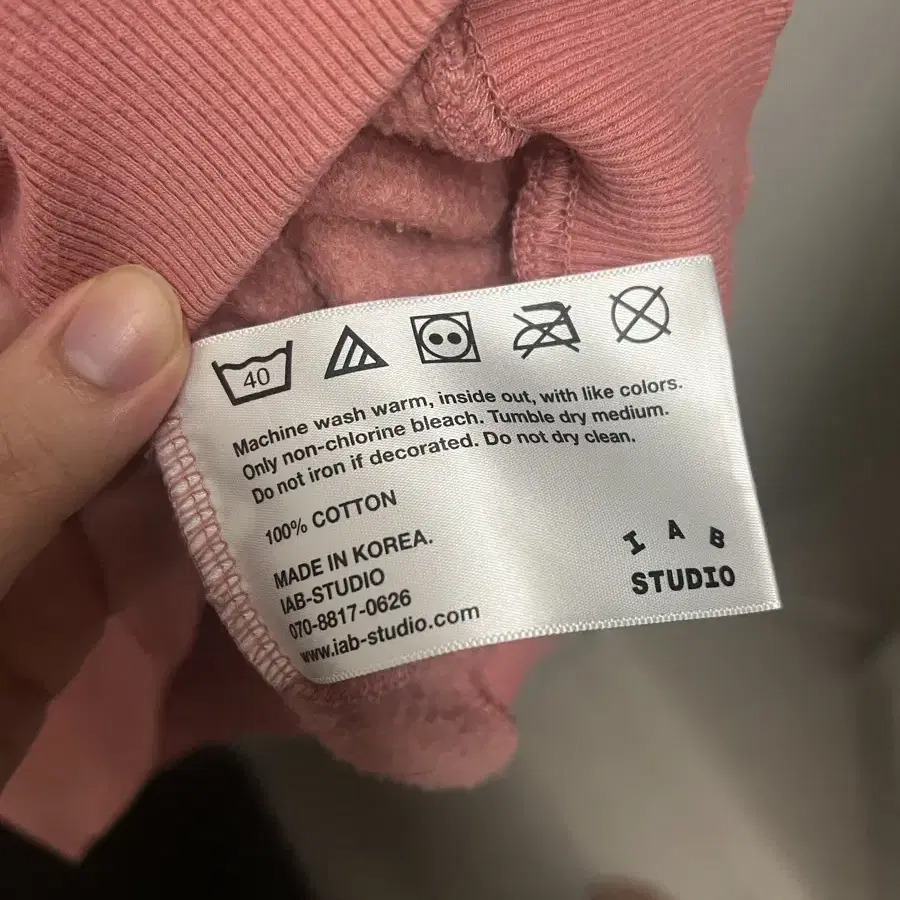 40
Machine wash warm, inside out, with like colors.
Only non-chlorine bleach. Tumble dry medium.
Do not iron if decorated. Do not dry clean.
100% COTTON
MADE IN KOREA.
IAB-STUDIO
070-8817-0626
www.iab-studio.com
I A B
STUDIO